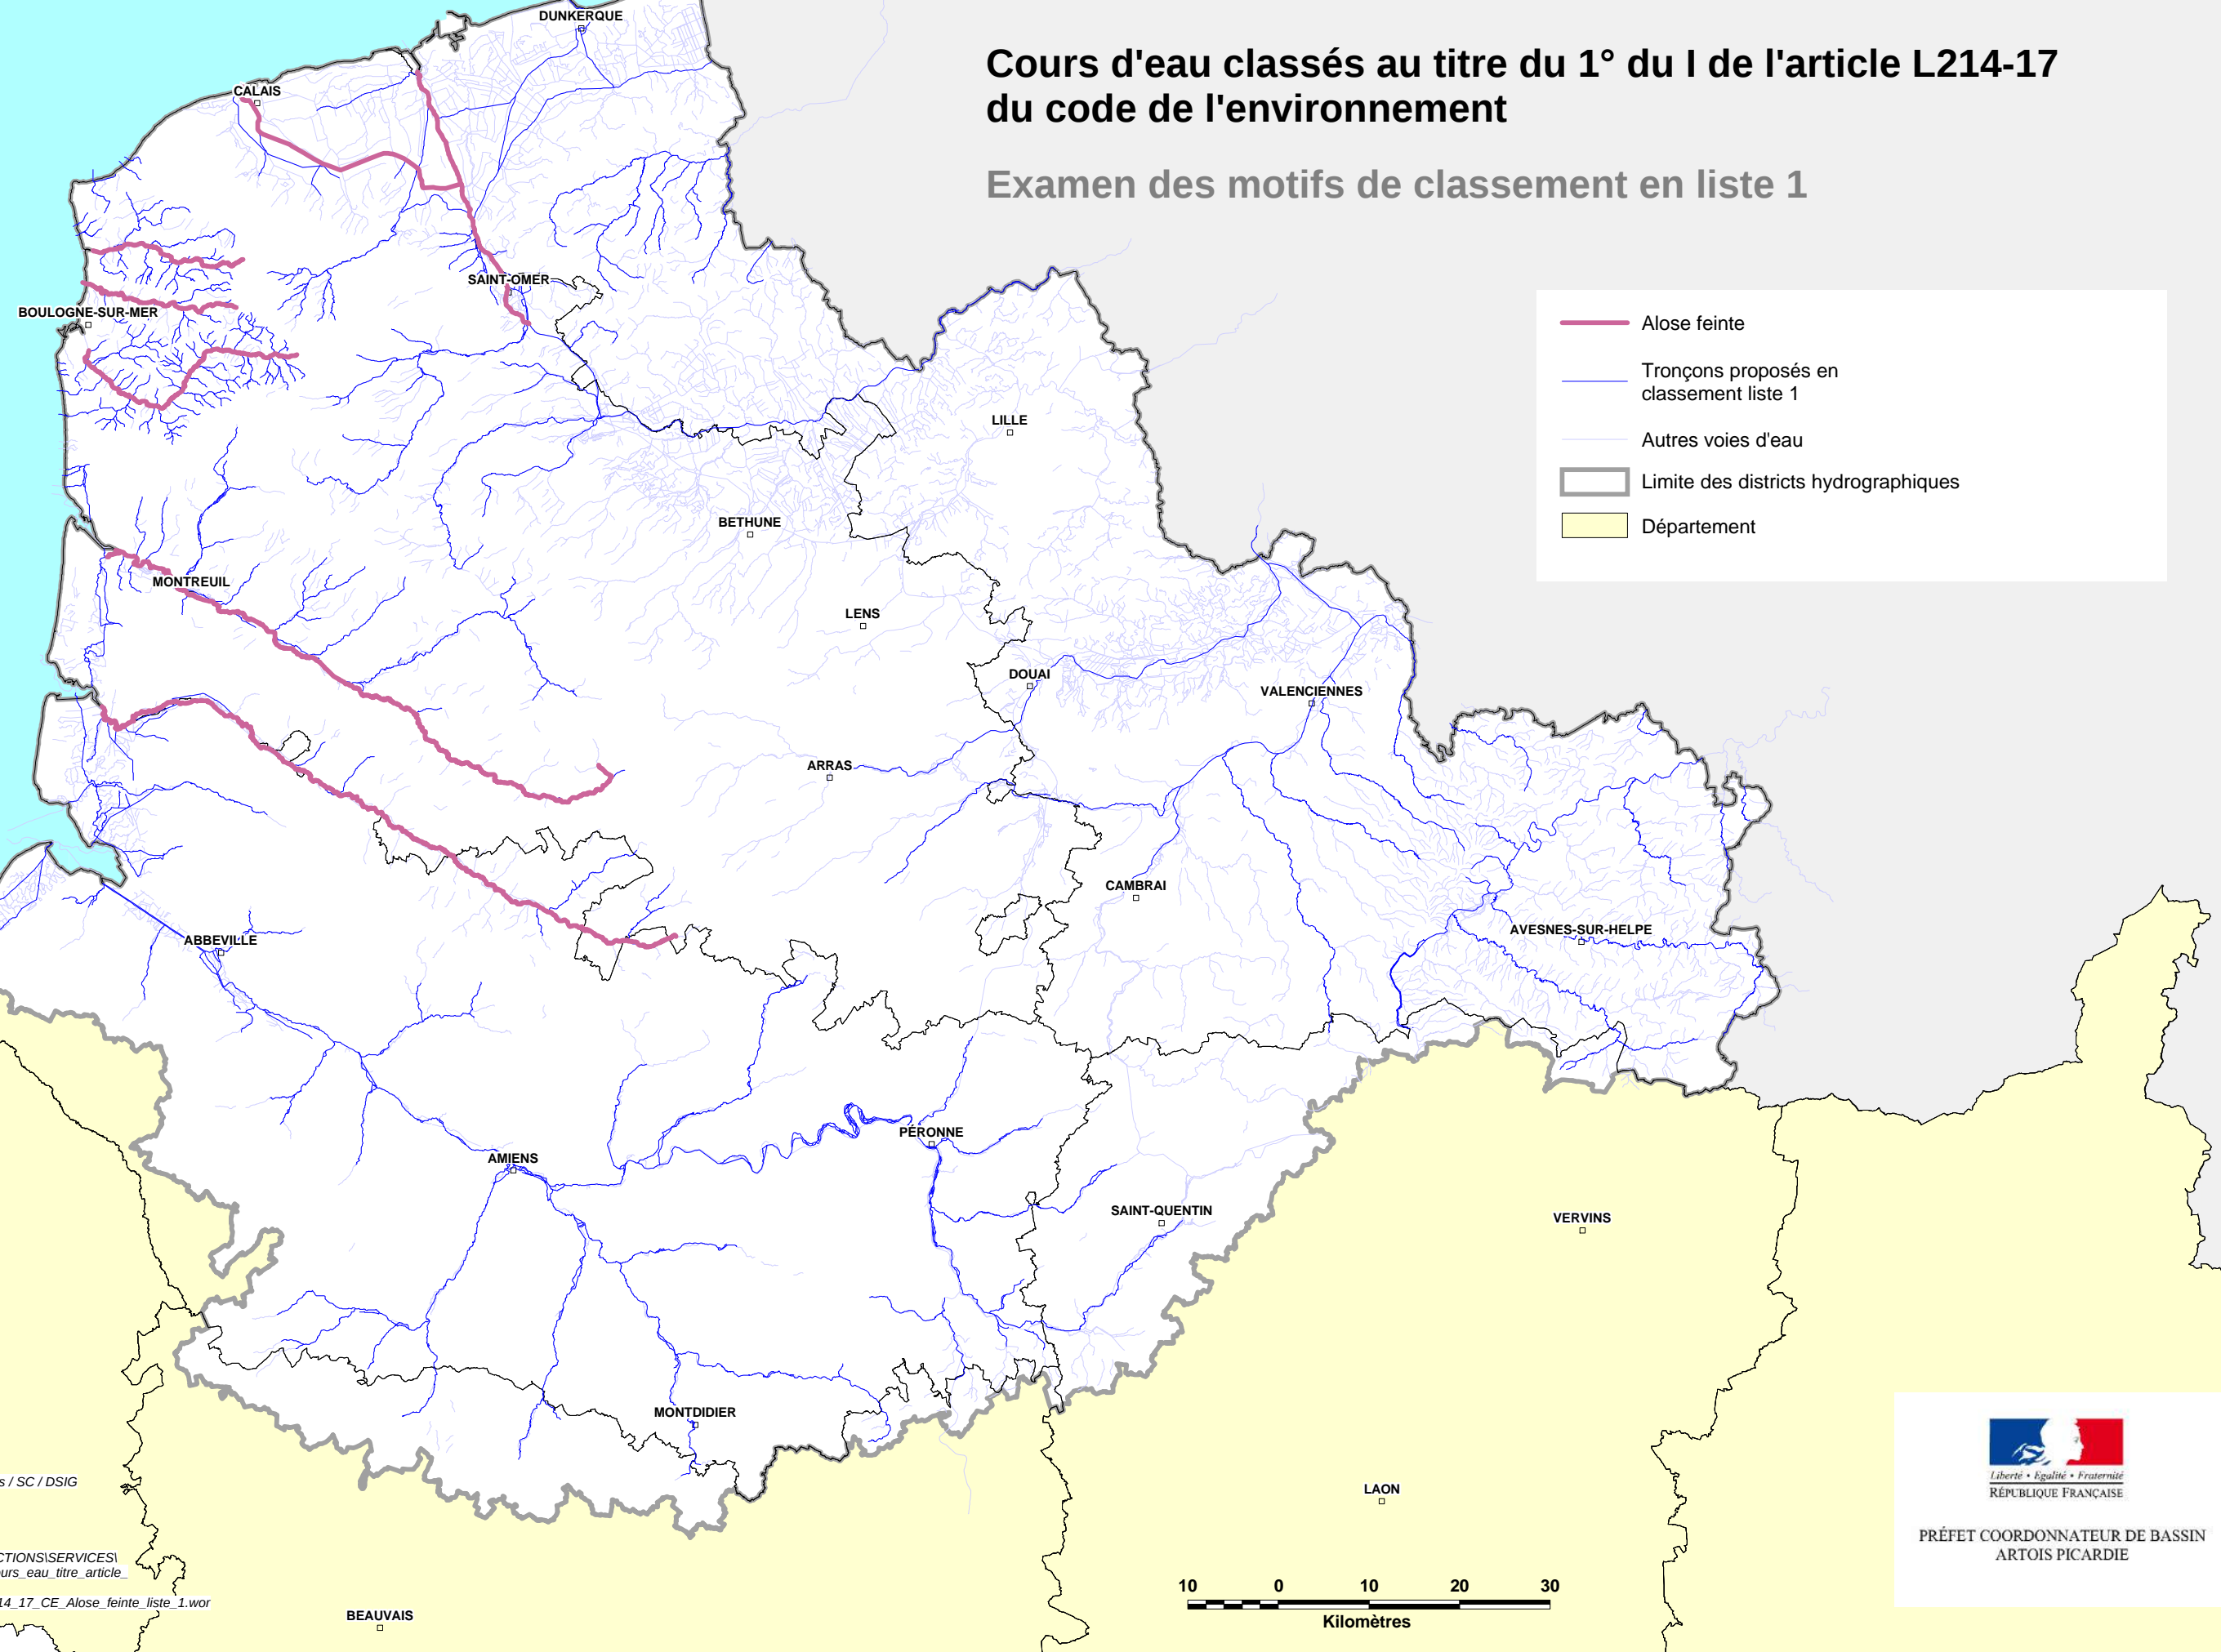 Cours d'eau classés au titre du 1° du I de l'article L214-17
du code de l'environnement
Examen des motifs de classement en liste 1
Alose feinte
Tronçons proposés en
classement liste 1
Autres voies d'eau
Limite des districts hydrographiques
Département
DUNKERQUE
CALAIS
SAINT-OMER
BOULOGNE-SUR-MER
LILLE
BETHUNE
MONTREUIL
LENS
DOUAI
VALENCIENNES
ARRAS
CAMBRAI
AVESNES-SUR-HELPE
ABBEVILLE
PÉRONNE
AMIENS
SAINT-QUENTIN
VERVINS
MONTDIDIER
LAON
BEAUVAIS
s / SC / DSIG
CTIONS\SERVICES\
urs_eau_titre_article_
14_17_CE_Alose_feinte_liste_1.wor
10 0 10 20 30
Kilomètres
Liberté • Egalité • Fraternité
RÉPUBLIQUE FRANÇAISE
PRÉFET COORDONNATEUR DE BASSIN
ARTOIS PICARDIE